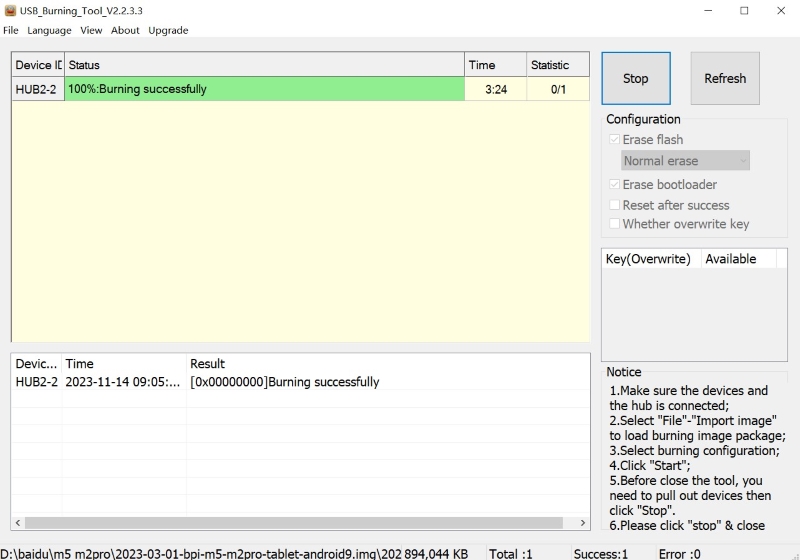 USB_Burning_Tool_V2.2.3.3
File Language View About Upgrade
Device ID Status Time Statistic
HUB2-2 100%:Burning successfully 3:24 0/1
Stop Refresh
Configuration
Erase flash
Normal erase
Erase bootloader
Reset after success
Whether overwrite key
Key(Overwrite) Available
Devic... Time Result
HUB2-2 2023-11-14 09:05:... [0x00000000]Burning successfully
Notice
1.Make sure the devices and
the hub is connected;
2.Select "File"-"Import image"
to load burning image package;
3.Select burning configuration;
4.Click "Start";
5.Before close the tool, you
need to pull out devices then
click "Stop".
6.Please click "stop" & close
D:\baidu\m5 m2pro\2023-03-01-bpi-m5-m2pro-tablet-android9.img\202 894,044 KB Total :1 Success:1 Error :0